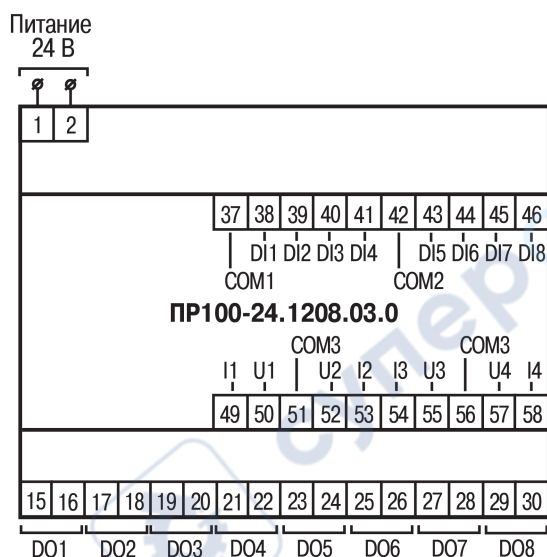 Питание
24 В
1 2
37 38 39 40 41 42 43 44 45 46
DI1 DI2 DI3 DI4 DI5 DI6 DI7 DI8
COM1 COM2
ПР100-24.1208.03.0
COM3 COM3
I1 U1 U2 I2 I3 U3 U4 I4
49 50 51 52 53 54 55 56 57 58
15 16 17 18 19 20 21 22 23 24 25 26 27 28 29 30
DO1 DO2 DO3 DO4 DO5 DO6 DO7 DO8
супер